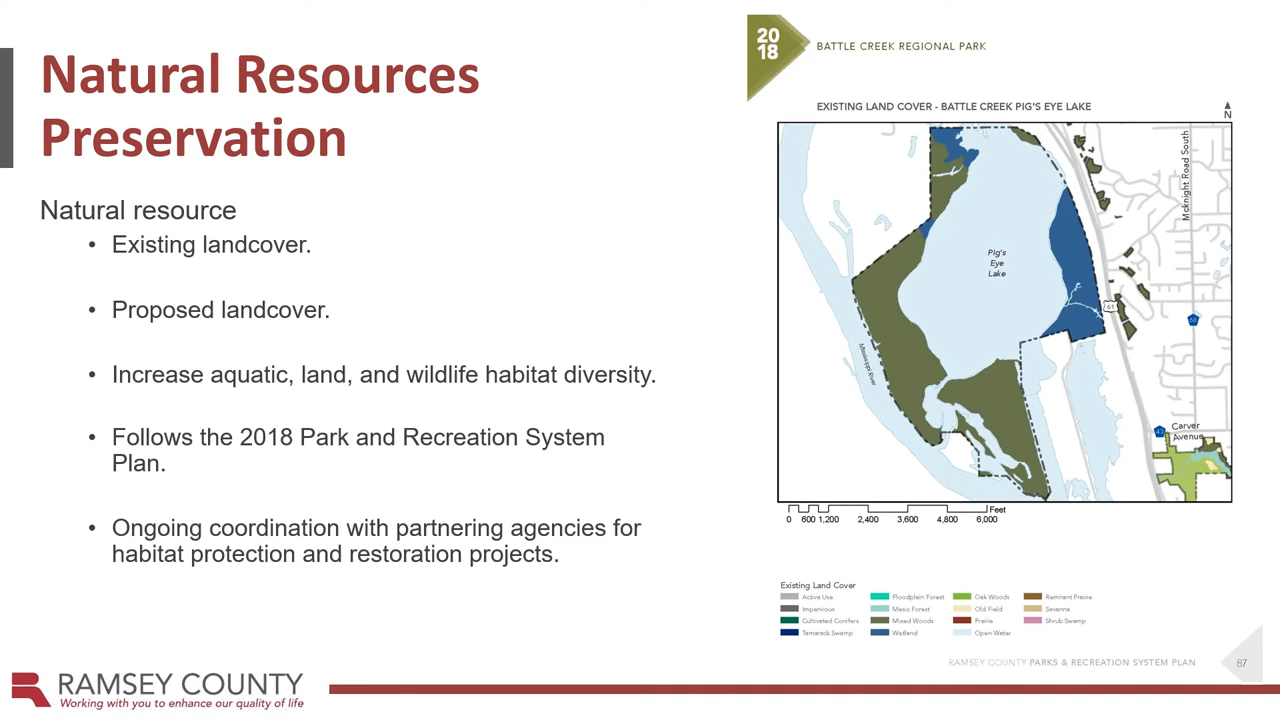 Natural Resources
Preservation
Natural resource
• Existing landcover.
• Proposed landcover.
• Increase aquatic, land, and wildlife habitat diversity.
• Follows the 2018 Park and Recreation System
Plan.
• Ongoing coordination with partnering agencies for
habitat protection and restoration projects.
20
18
BATTLE CREEK REGIONAL PARK
EXISTING LAND COVER - BATTLE CREEK PIG'S EYE LAKE
N
McKnight Road South
Pig's
Eye
Lake
61
68
Mississippi River
43
Carver
Avenue
Feet
0 600 1,200 2,400 3,600 4,800 6,000
Existing Land Cover
Active Use Floodplain Forest Oak Woods Remnant Prairie
Impervious Mesic Forest Old Field Savanna
Cultivated Conifers Mixed Woods Prairie Shrub Swamp
Tamarack Swamp Wetland Open Water
RAMSEY COUNTY PARKS & RECREATION SYSTEM PLAN 87
RAMSEY COUNTY
Working with you to enhance our quality of life